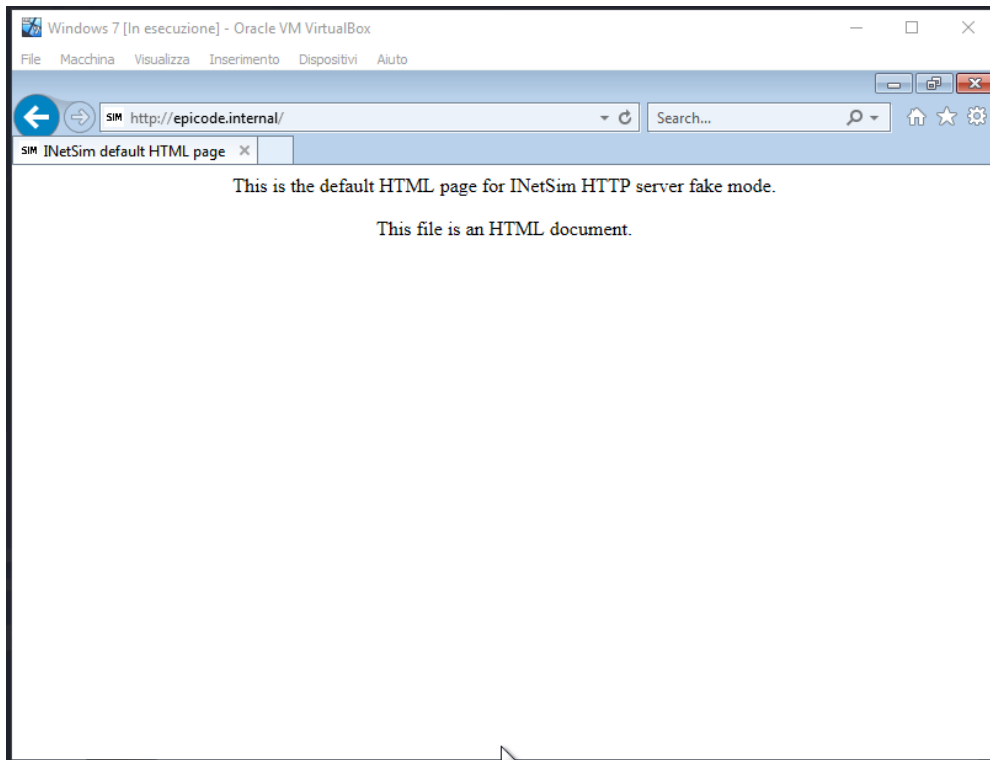 Windows 7 [In esecuzione] - Oracle VM VirtualBox
File Macchina Visualizza Inserimento Dispositivi Aiuto
SIM http://epicode.internal/ Search...
SIM INetSim default HTML page
This is the default HTML page for INetSim HTTP server fake mode.
This file is an HTML document.